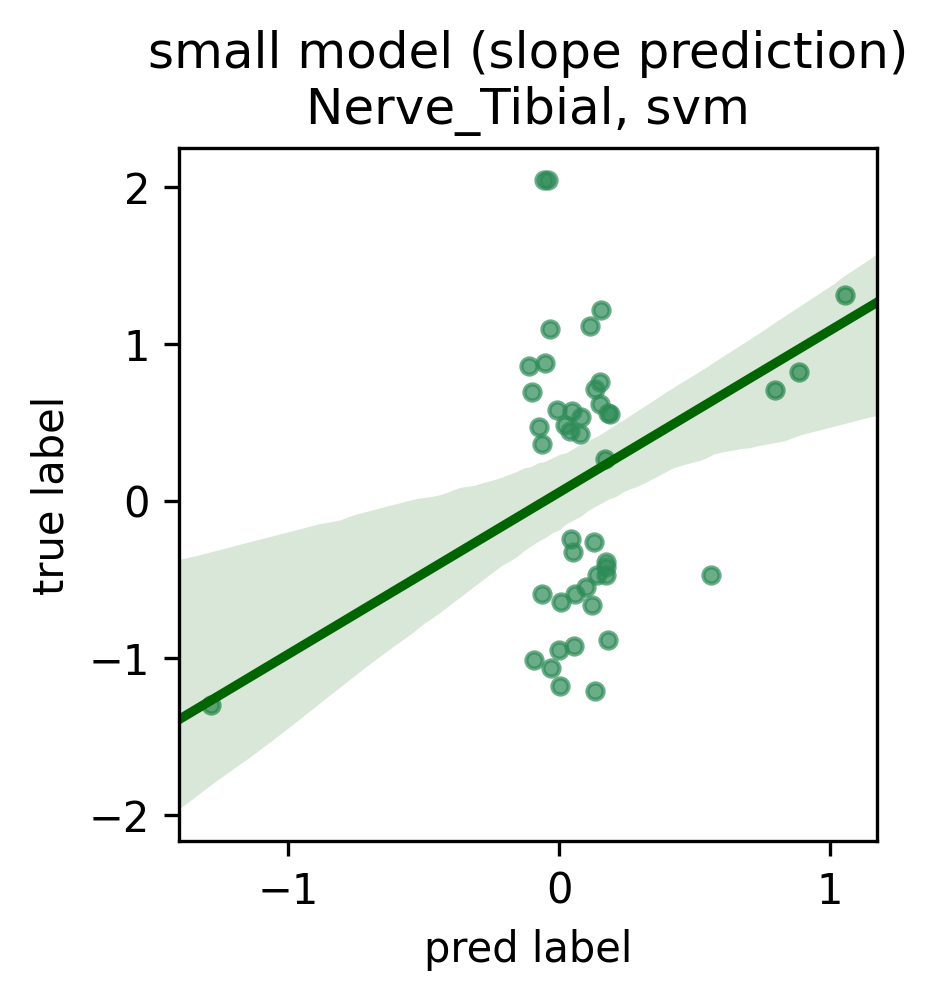 small model (slope prediction)
Nerve_Tibial, svm
2
1
0
−1
−2
true label
−1
0
1
pred label